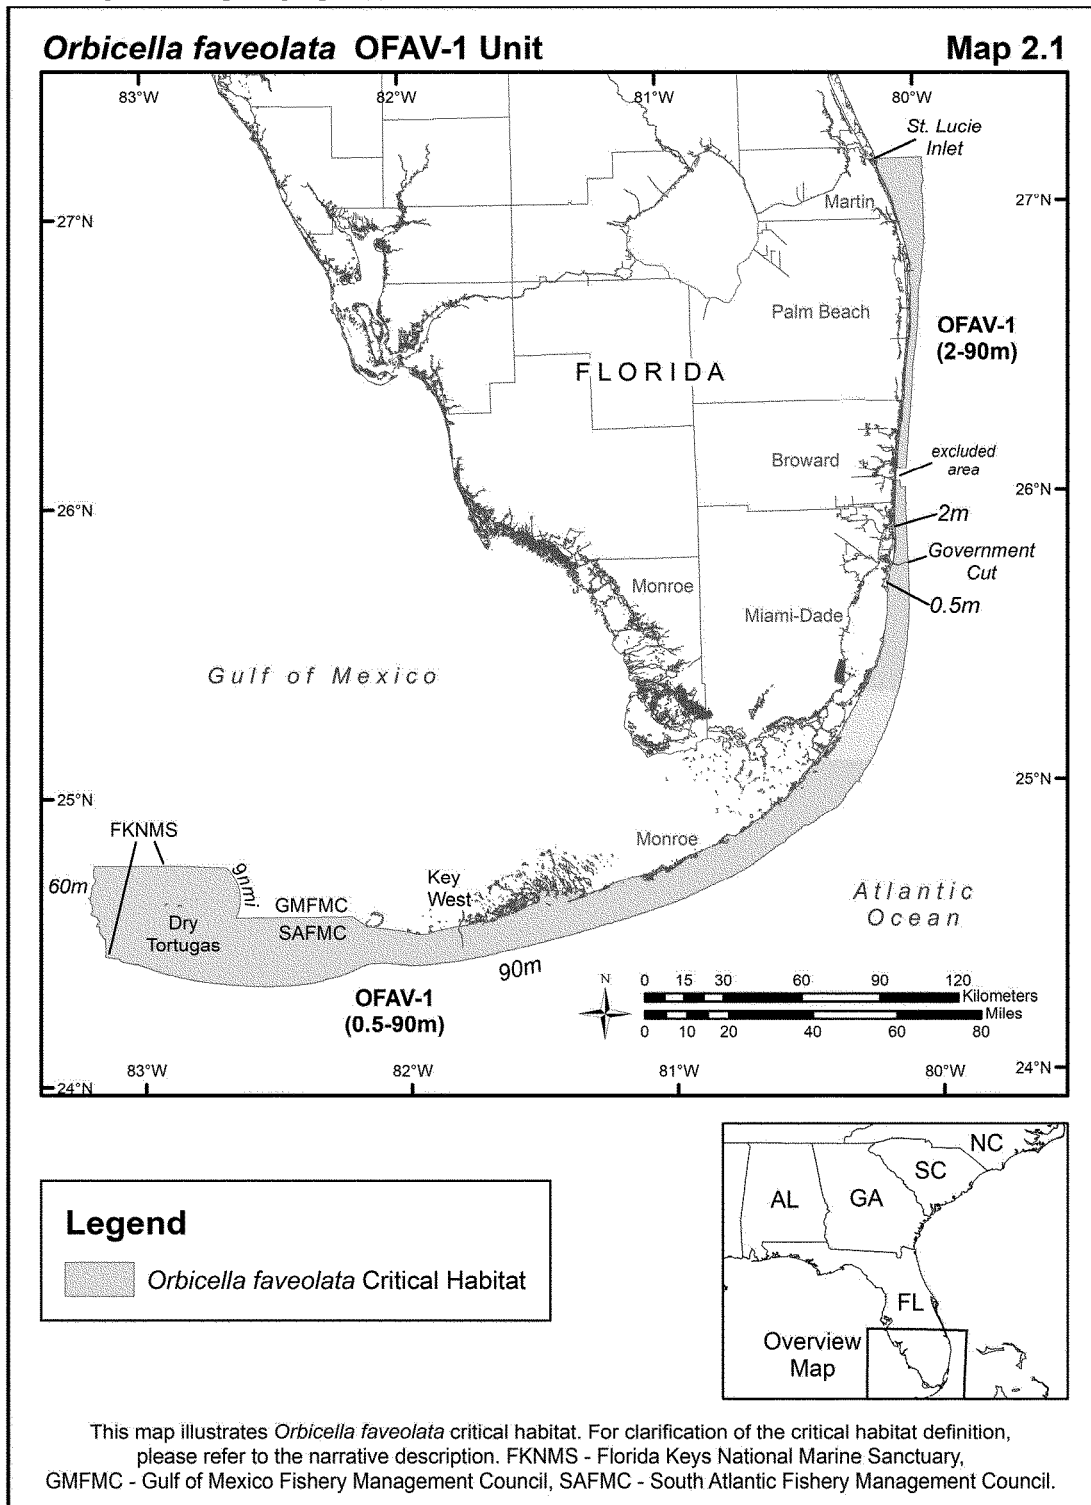 Orbicella faveolata OFAV-1 Unit
Map 2.1
83°W
82°W
81°W
80°W
St. Lucie
Inlet
27°N
27°N
Martin
Palm Beach
OFAV-1
(2-90m)
FLORIDA
Broward
excluded
area
26°N
26°N
2m
Government
Cut
0.5m
Monroe
Miami-Dade
Gulf of Mexico
25°N
25°N
FKNMS
Monroe
60m
9nmi.
Key
West
GMFMC
SAFMC
Dry
Tortugas
Atlantic
Ocean
90m
OFAV-1
(0.5-90m)
N
0 15 30 60 90 120
Kilometers
Miles
0 10 20 40 60 80
24°N
24°N
83°W
82°W
81°W
80°W
Legend
Orbicella faveolata Critical Habitat
NC
SC
AL
GA
FL
Overview
Map
This map illustrates Orbicella faveolata critical habitat. For clarification of the critical habitat definition,
please refer to the narrative description. FKNMS - Florida Keys National Marine Sanctuary,
GMFMC - Gulf of Mexico Fishery Management Council, SAFMC - South Atlantic Fishery Management Council.